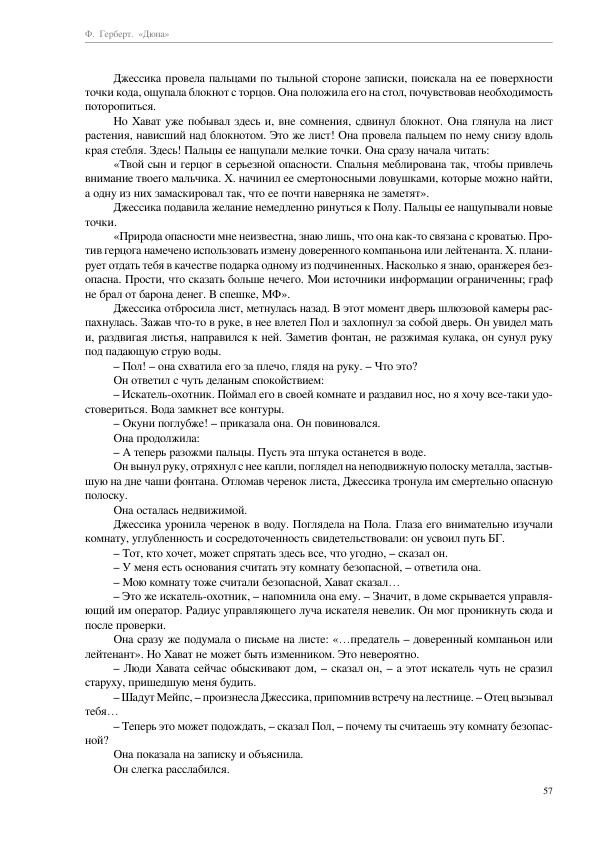 Ф. Герберт. «Дюна»
Джессика провела пальцами по тыльной стороне записки, поискала на ее поверхности
точки кода, ощупала блокнот с торцов. Она положила его на стол, почувствовав необходимость
поторопиться.
Но Хават уже побывал здесь и, вне сомнения, сдвинул блокнот. Она глянула на лист
растения, нависший над блокнотом. Это же лист! Она провела пальцем по нему снизу вдоль
края стебля. Здесь! Пальцы ее нащупали мелкие точки. Она сразу начала читать:
«Твой сын и герцог в серьезной опасности. Спальня меблирована так, чтобы привлечь
внимание твоего мальчика. Х. начинил ее смертоносными ловушками, которые можно найти,
а одну из них замаскировал так, что ее почти наверняка не заметят».
Джессика подавила желание немедленно ринуться к Полу. Пальцы ее нащупывали новые
точки.
«Природа опасности мне неизвестна, знаю лишь, что она как-то связана с кроватью. Про-
тив герцога намечено использовать измену доверенного компаньона или лейтенанта. Х. плани-
рует отдать тебя в качестве подарка одному из подчиненных. Насколько я знаю, оранжерея без-
опасна. Прости, что сказать больше нечего. Мои источники информации ограниченны; граф
не брал от барона денег. В спешке, МФ».
Джессика отбросила лист, метнулась назад. В этот момент дверь шлюзовой камеры рас-
пахнулась. Зажав что-то в руке, в нее влетел Пол и захлопнул за собой дверь. Он увидел мать
и, раздвигая листья, направился к ней. Заметив фонтан, не разжимая кулака, он сунул руку
под падающую струю воды.
– Пол! – она схватила его за плечо, глядя на руку. – Что это?
Он ответил с чуть деланым спокойствием:
– Искатель-охотник. Поймал его в своей комнате и раздавил нос, но я хочу все-таки удо-
стовериться. Вода замкнет все контуры.
– Окуни поглубже! – приказала она. Он повиновался.
Она продолжила:
– А теперь разожми пальцы. Пусть эта штука останется в воде.
Он вынул руку, отряхнул с нее капли, поглядел на неподвижную полоску металла, застыв-
шую на дне чаши фонтана. Отломав черенок листа, Джессика тронула им смертельно опасную
полоску.
Она осталась недвижимой.
Джессика уронила черенок в воду. Поглядела на Пола. Глаза его внимательно изучали
комнату, углубленность и сосредоточенность свидетельствовали: он усвоил путь БГ.
– Тот, кто хочет, может спрятать здесь все, что угодно, – сказал он.
– У меня есть основания считать эту комнату безопасной, – ответила она.
– Мою комнату тоже считали безопасной, Хават сказал…
– Это же искатель-охотник, – напомнила она ему. – Значит, в доме скрывается управля-
ющий им оператор. Радиус управляющего луча искателя невелик. Он мог проникнуть сюда и
после проверки.
Она сразу же подумала о письме на листе: «…предатель – доверенный компаньон или
лейтенант». Но Хават не может быть изменником. Это невероятно.
– Люди Хавата сейчас обыскивают дом, – сказал он, – а этот искатель чуть не сразил
старуху, пришедшую меня будить.
– Шадут Мейпс, – произнесла Джессика, припомнив встречу на лестнице. – Отец вызывал
тебя…
– Теперь это может подождать, – сказал Пол, – почему ты считаешь эту комнату безопас-
ной?
Она показала на записку и объяснила.
Он слегка расслабился.
57